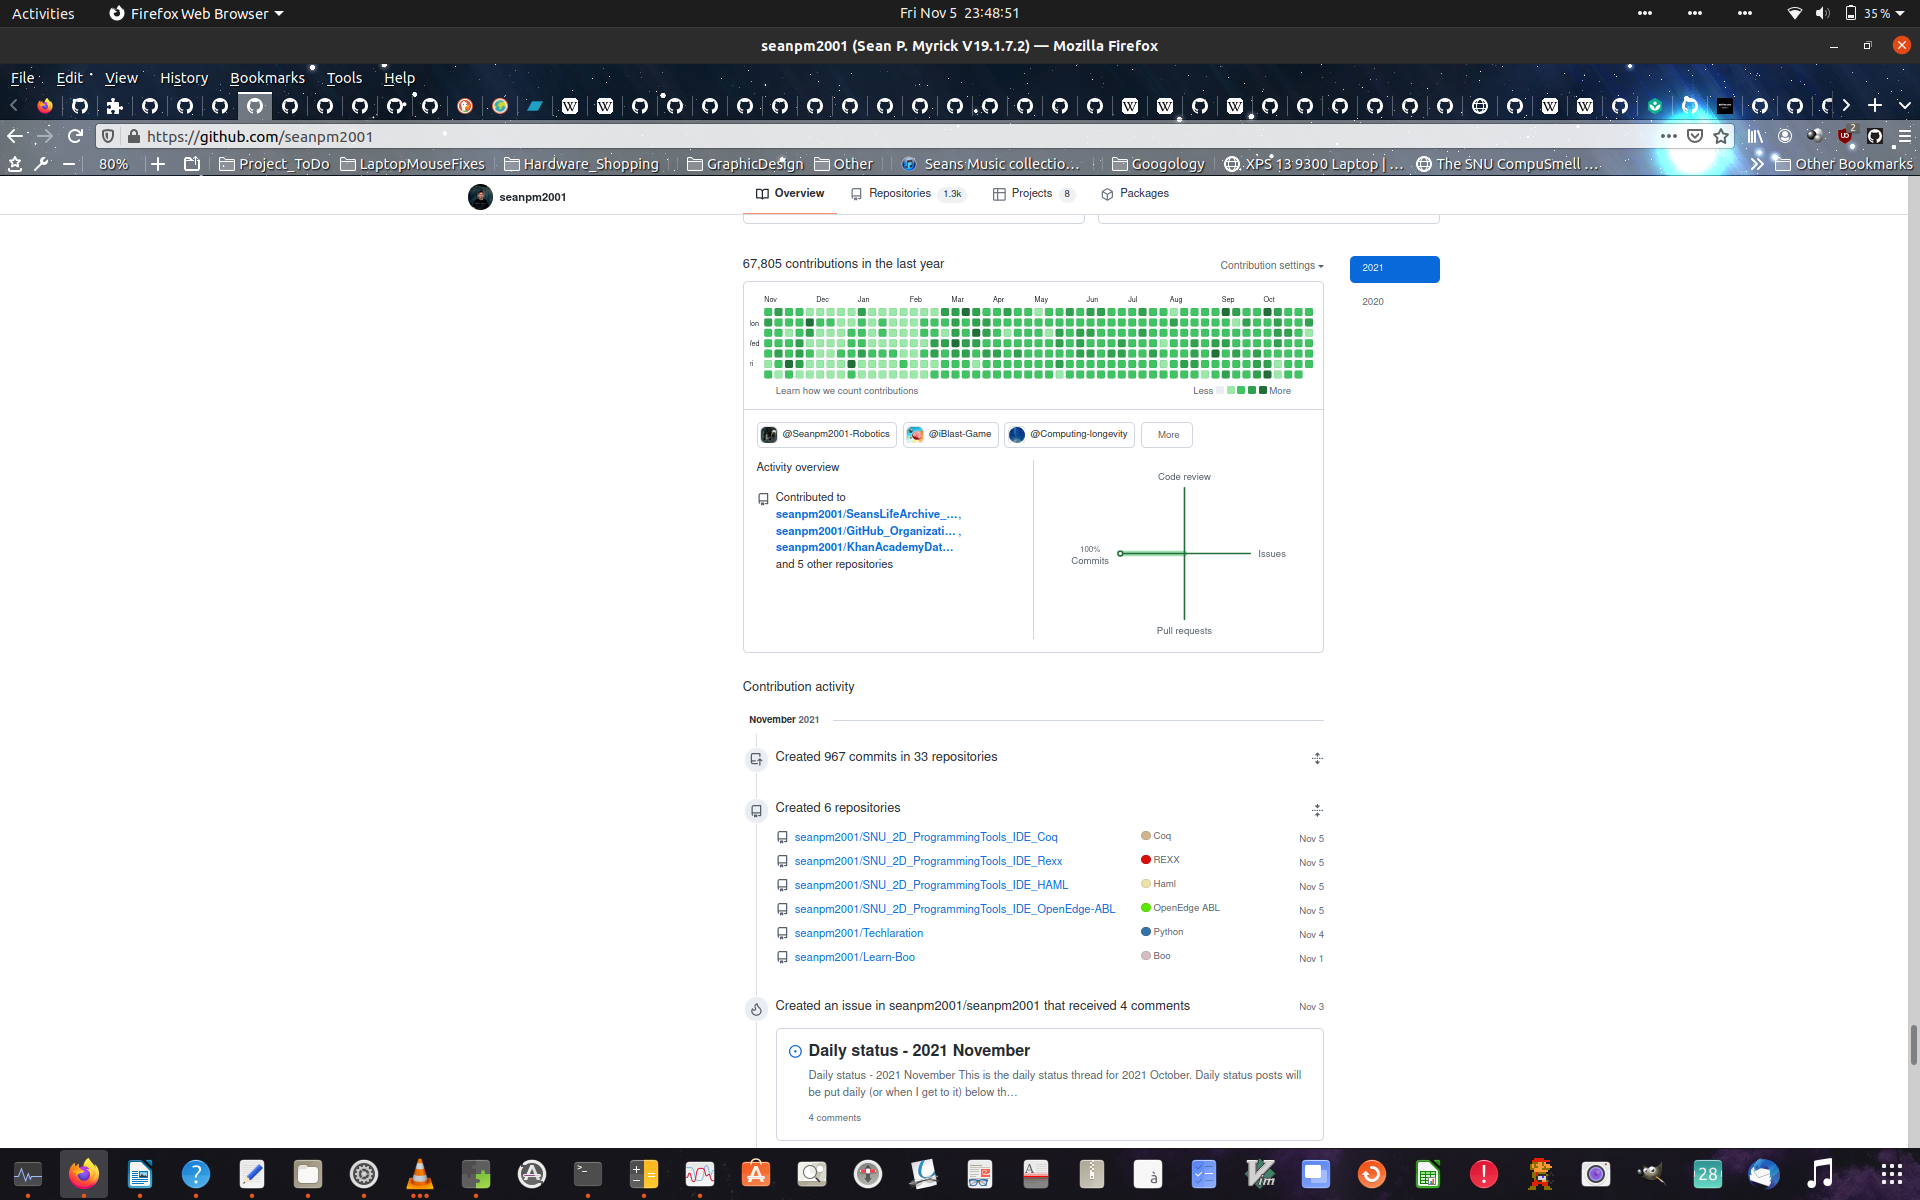 Activities
Firefox Web Browser
Fri Nov 5 23:48:51
35 %
seanpm2001 (Sean P. Myrick V19.1.7.2) — Mozilla Firefox
File Edit View History Bookmarks Tools Help
https://github.com/seanpm2001
2
80%
Project_ToDo
LaptopMouseFixes
Hardware_Shopping
GraphicDesign
Other
Seans Music collectio…
Googology
XPS 13 9300 Laptop | …
The SNU CompuSmell …
Other Bookmarks
seanpm2001
Overview
Repositories 1.3k
Projects 8
Packages
67,805 contributions in the last year
Contribution settings
2021
2020
Nov Dec Jan Feb Mar Apr May Jun Jul Aug Sep Oct
Learn how we count contributions
Less More
@Seanpm2001-Robotics
@iBlast-Game
@Computing-longevity
More
Activity overview
Contributed to
seanpm2001/SeansLifeArchive_…,
seanpm2001/GitHub_Organizati… ,
seanpm2001/KhanAcademyDat…
and 5 other repositories
Code review
100%
Commits
Issues
Pull requests
Contribution activity
November 2021
Created 967 commits in 33 repositories
Created 6 repositories
seanpm2001/SNU_2D_ProgrammingTools_IDE_Coq Coq Nov 5
seanpm2001/SNU_2D_ProgrammingTools_IDE_Rexx REXX Nov 5
seanpm2001/SNU_2D_ProgrammingTools_IDE_HAML Haml Nov 5
seanpm2001/SNU_2D_ProgrammingTools_IDE_OpenEdge-ABL OpenEdge ABL Nov 5
seanpm2001/Techlaration Python Nov 4
seanpm2001/Learn-Boo Boo Nov 1
Created an issue in seanpm2001/seanpm2001 that received 4 comments Nov 3
Daily status - 2021 November
Daily status - 2021 November This is the daily status thread for 2021 October. Daily status posts will
be put daily (or when I get to it) below th…
4 comments
28